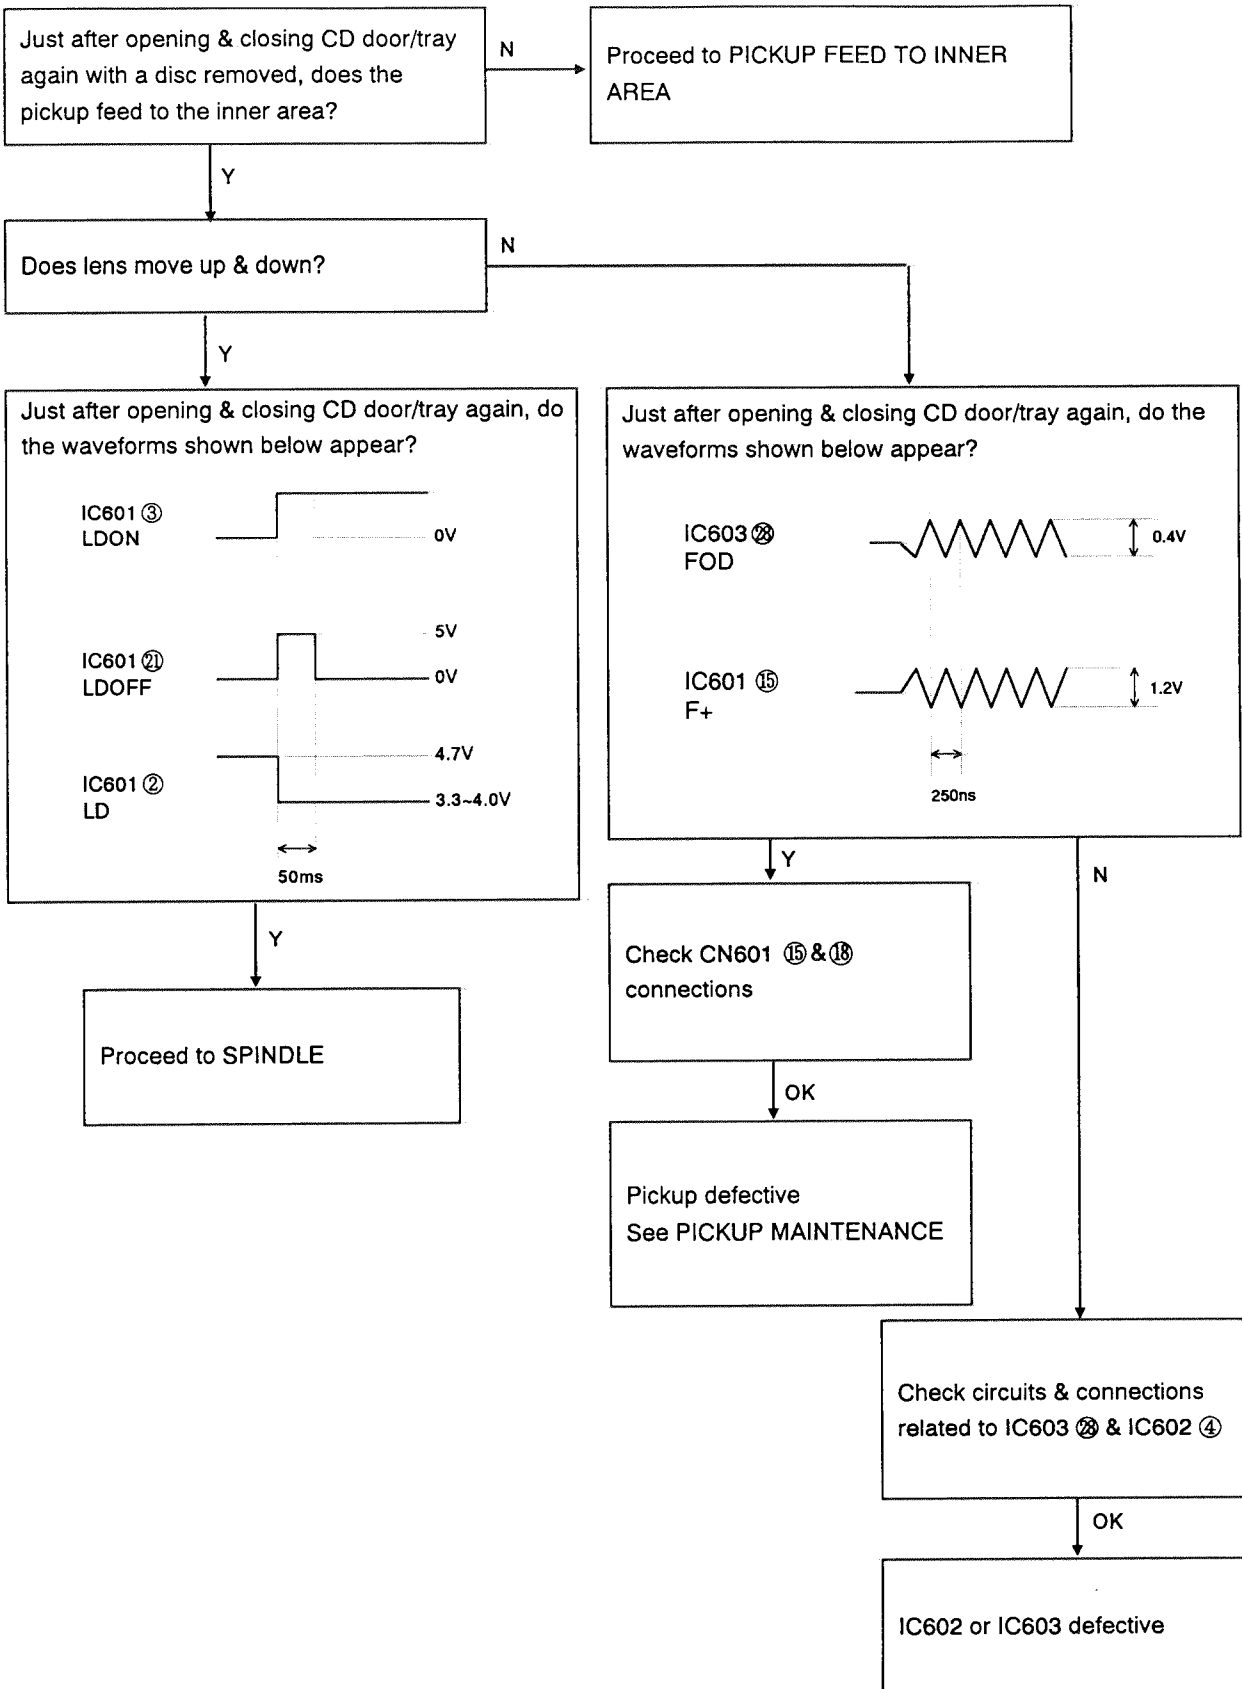 Just after opening & closing CD door/tray
again with a disc removed, does the
pickup feed to the inner area?
N
Proceed to PICKUP FEED TO INNER
AREA
Y
Does lens move up & down?
N
Y
Just after opening & closing CD door/tray again, do
the waveforms shown below appear?
IC601 ③
LDON
0V
IC601 ㉑
LDOFF
5V
0V
IC601 ②
LD
4.7V
3.3~4.0V
50ms
Y
Proceed to SPINDLE
Just after opening & closing CD door/tray again, do the
waveforms shown below appear?
IC603 ㉘
FOD
0.4V
IC601 ⑮
F+
1.2V
250ns
Y
N
Check CN601 ⑮ & ⑱
connections
OK
Pickup defective
See PICKUP MAINTENANCE
Check circuits & connections
related to IC603 ㉘ & IC602 ④
OK
IC602 or IC603 defective